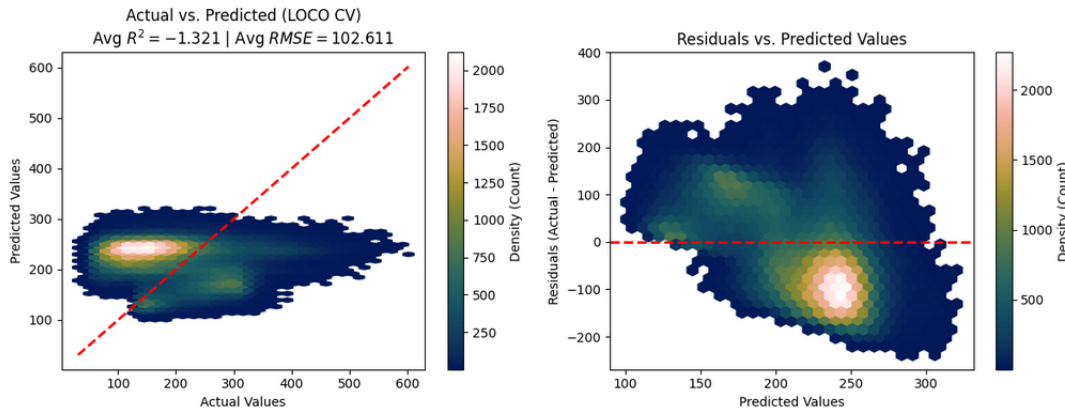 Actual vs. Predicted (LOCO CV)
Avg R² = −1.321 | Avg RMSE = 102.611
600
500
400
300
200
100
Predicted Values
100 200 300 400 500 600
Actual Values
2000
1750
1500
1250
1000
750
500
250
Density (Count)
Residuals vs. Predicted Values
400
300
200
100
0
−100
−200
Residuals (Actual - Predicted)
100 150 200 250 300
Predicted Values
2000
1500
1000
500
Density (Count)